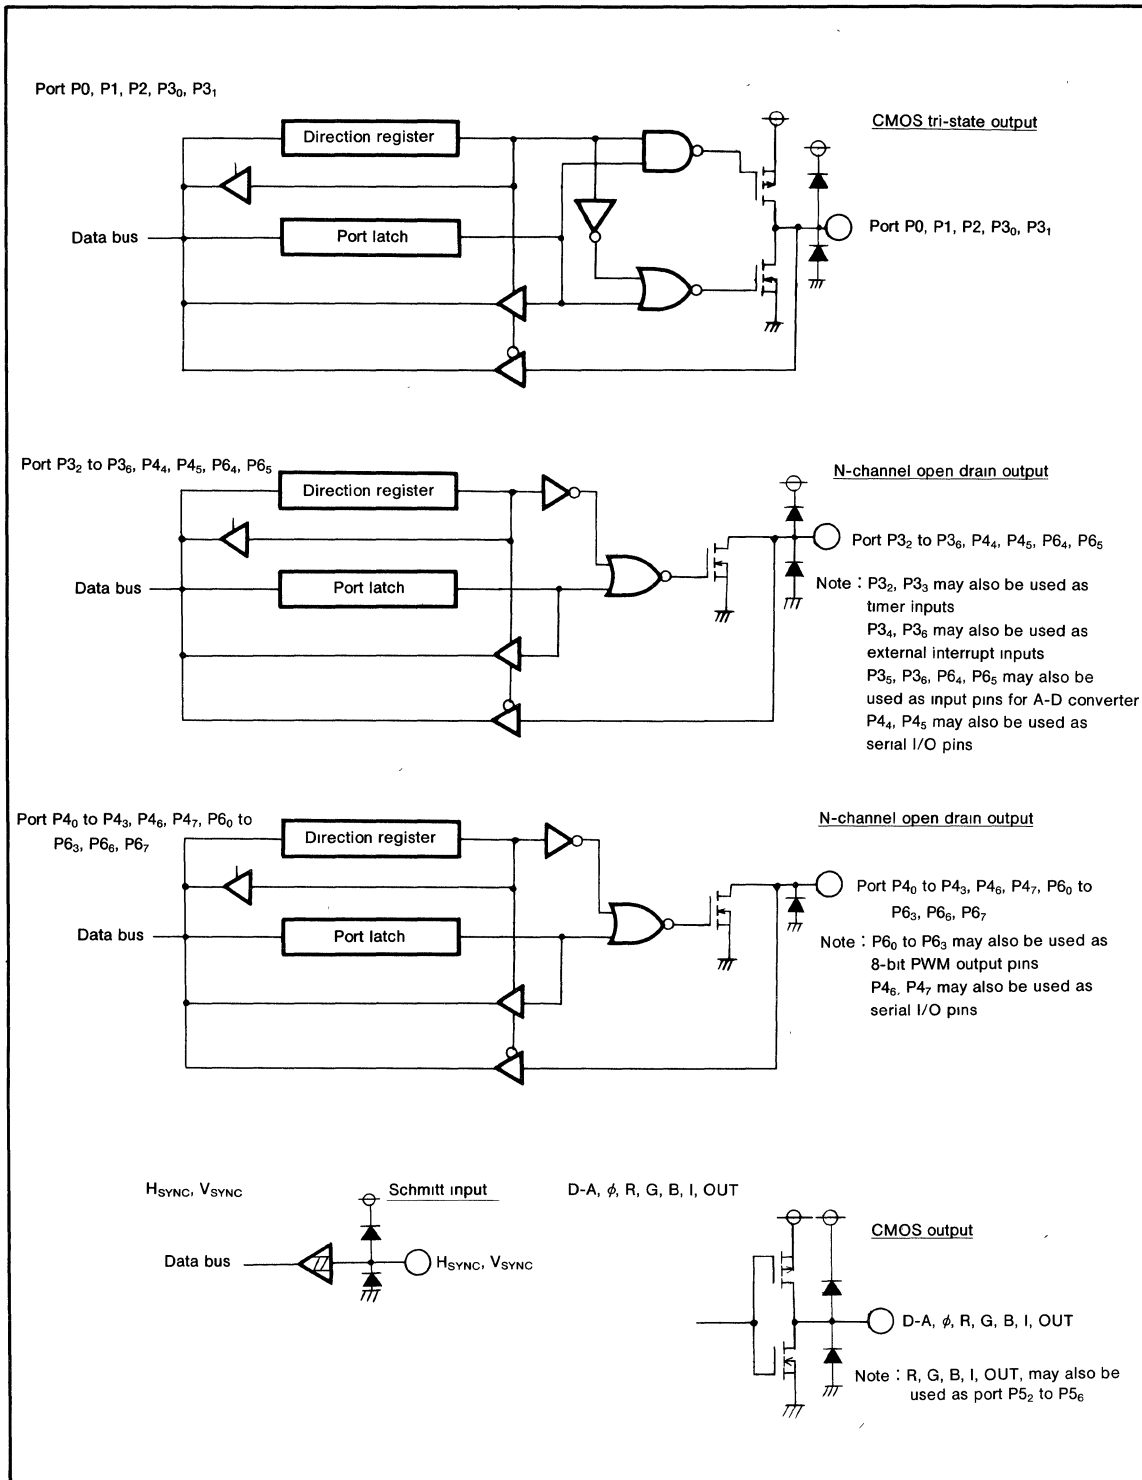 Port P0, P1, P2, P3₀, P3₁
Direction register
CMOS tri-state output
Data bus
Port latch
Port P0, P1, P2, P3₀, P3₁
Port P3₂ to P3₆, P4₄, P4₅, P6₄, P6₅
Direction register
N-channel open drain output
Data bus
Port latch
Port P3₂ to P3₆, P4₄, P4₅, P6₄, P6₅
Note : P3₂, P3₃ may also be used as
timer inputs
P3₄, P3₆ may also be used as
external interrupt inputs
P3₅, P3₆, P6₄, P6₅ may also be
used as input pins for A-D converter
P4₄, P4₅ may also be used as
serial I/O pins
Port P4₀ to P4₃, P4₆, P4₇, P6₀ to
P6₃, P6₆, P6₇
Direction register
N-channel open drain output
Data bus
Port latch
Port P4₀ to P4₃, P4₆, P4₇, P6₀ to
P6₃, P6₆, P6₇
Note : P6₀ to P6₃ may also be used as
8-bit PWM output pins
P4₆, P4₇ may also be used as
serial I/O pins
H_SYNC, V_SYNC
Schmitt input
Data bus
H_SYNC, V_SYNC
D-A, ϕ, R, G, B, I, OUT
CMOS output
D-A, ϕ, R, G, B, I, OUT
Note : R, G, B, I, OUT, may also be
used as port P5₂ to P5₆